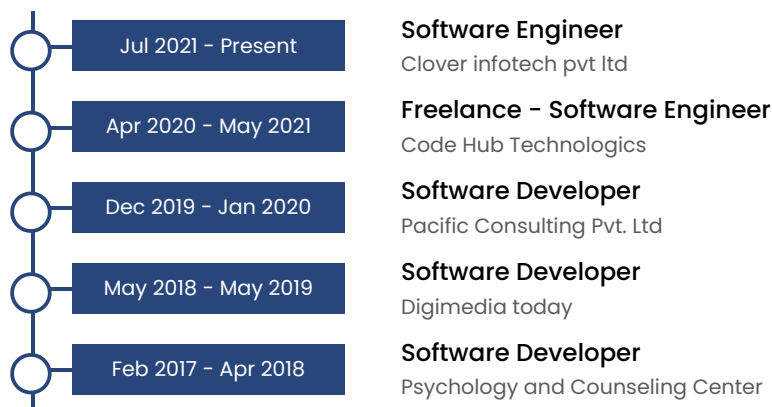 Jul 2021 - Present
Software Engineer
Clover infotech pvt ltd
Apr 2020 - May 2021
Freelance - Software Engineer
Code Hub Technologics
Dec 2019 - Jan 2020
Software Developer
Pacific Consulting Pvt. Ltd
May 2018 - May 2019
Software Developer
Digimedia today
Feb 2017 - Apr 2018
Software Developer
Psychology and Counseling Center